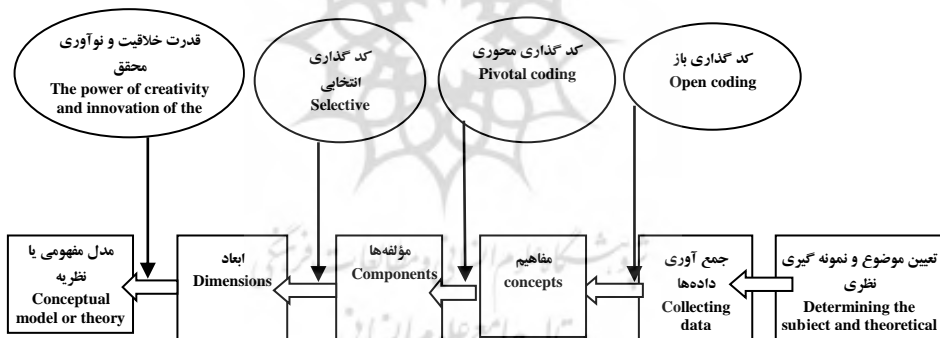 قدرت خلاقیت و نوآوری
محقق
The power of creativity
and innovation of the
کد گذاری
انتخابی
Selective
کد گذاری محوری
Pivotal coding
کد گذاری باز
Open coding
مدل مفهومی یا
نظریه
Conceptual
model or theory
ابعاد
Dimensions
مؤلفه‌ها
Components
مفاهیم
concepts
جمع آوری
داده‌ها
Collecting
data
تعیین موضوع و نمونه گیری
نظری
Determining the
subject and theoretical